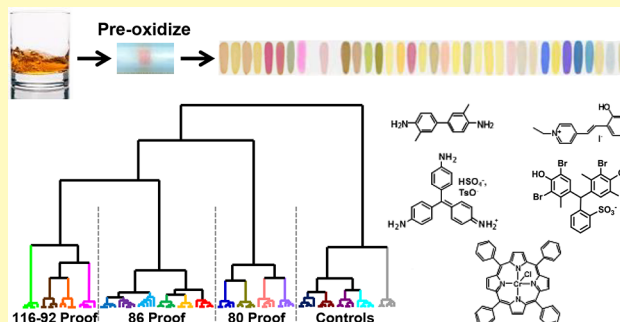 Pre-oxidize
H₂N
NH₂
HO
N⁺
I⁻
NH₂
HSO₄⁻,
TsO⁻
H₂N
NH₂⁺
Br
Br
HO
Br
SO₃⁻
N
N
Cl
Cr
N
N
116-92 Proof
86 Proof
80 Proof
Controls